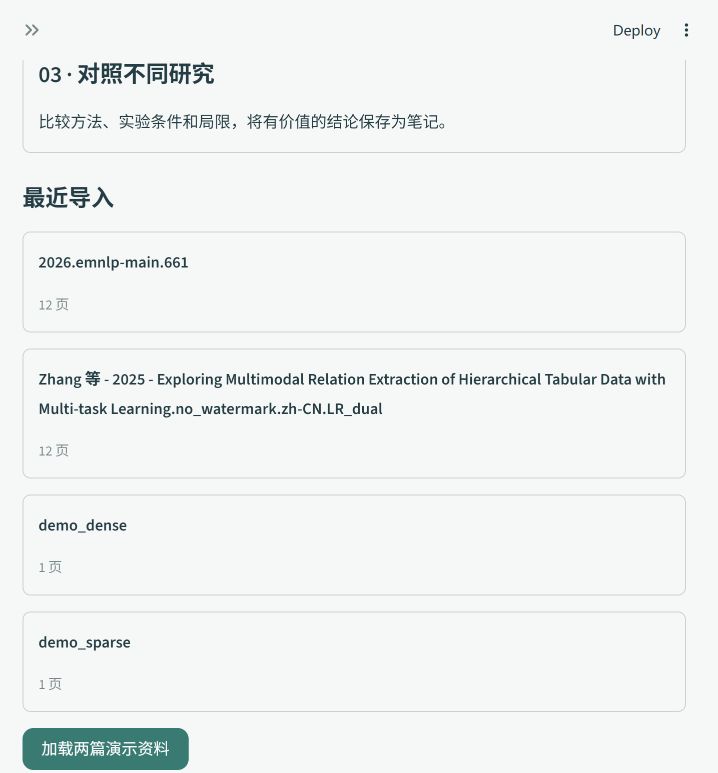 Deploy
03 · 对照不同研究
比较方法、实验条件和局限，将有价值的结论保存为笔记。
最近导入
2026.emnlp-main.661
12 页
Zhang 等 - 2025 - Exploring Multimodal Relation Extraction of Hierarchical Tabular Data with
Multi-task Learning.no_watermark.zh-CN.LR_dual
12 页
demo_dense
1 页
demo_sparse
1 页
加载两篇演示资料